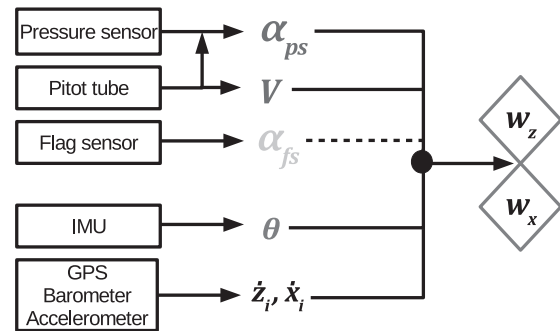 Pressure sensor
α_ps
Pitot tube
V
Flag sensor
α_fs
w_z
w_x
IMU
θ
GPS
Barometer
Accelerometer
ż_i, ẋ_i